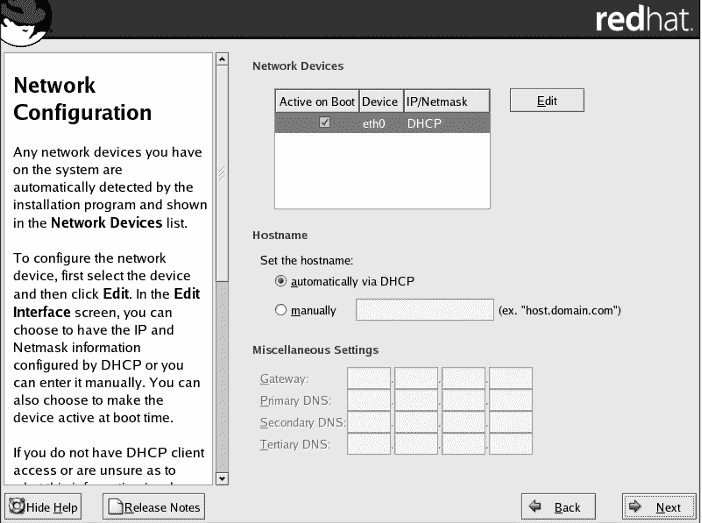 redhat.
Network
Configuration
Any network devices you have
on the system are
automatically detected by the
installation program and shown
in the Network Devices list.
To configure the network
device, first select the device
and then click Edit. In the Edit
Interface screen, you can
choose to have the IP and
Netmask information
configured by DHCP or you
can enter it manually. You can
also choose to make the
device active at boot time.
If you do not have DHCP client
access or are unsure as to
Network Devices
Active on Boot Device IP/Netmask
eth0 DHCP
Edit
Hostname
Set the hostname:
automatically via DHCP
manually (ex. "host.domain.com")
Miscellaneous Settings
Gateway:
Primary DNS:
Secondary DNS:
Tertiary DNS:
Hide Help
Release Notes
Back
Next